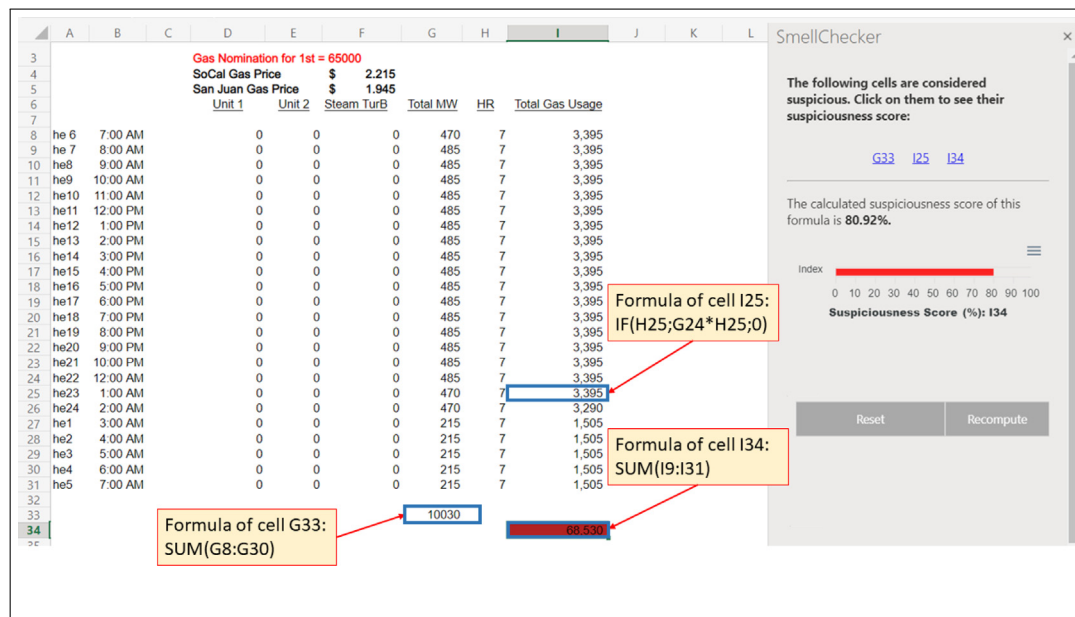 A B C D E F G H I J K L
SmellChecker
3 Gas Nomination for 1st = 65000
4 SoCal Gas Price $ 2.215
5 San Juan Gas Price $ 1.945
6 Unit 1 Unit 2 Steam TurB Total MW HR Total Gas Usage
7
8 he 6 7:00 AM 0 0 0 470 7 3,395
9 he 7 8:00 AM 0 0 0 485 7 3,395
10 he8 9:00 AM 0 0 0 485 7 3,395
11 he9 10:00 AM 0 0 0 485 7 3,395
12 he10 11:00 AM 0 0 0 485 7 3,395
13 he11 12:00 PM 0 0 0 485 7 3,395
14 he12 1:00 PM 0 0 0 485 7 3,395
15 he13 2:00 PM 0 0 0 485 7 3,395
16 he14 3:00 PM 0 0 0 485 7 3,395
17 he15 4:00 PM 0 0 0 485 7 3,395
18 he16 5:00 PM 0 0 0 485 7 3,395
19 he17 6:00 PM 0 0 0 485 7 3,395
20 he18 7:00 PM 0 0 0 485 7 3,395
21 he19 8:00 PM 0 0 0 485 7 3,395
22 he20 9:00 PM 0 0 0 485 7 3,395
23 he21 10:00 PM 0 0 0 485 7 3,395
24 he22 12:00 AM 0 0 0 485 7 3,395
25 he23 1:00 AM 0 0 0 470 7 3,395
26 he24 2:00 AM 0 0 0 470 7 3,290
27 he1 3:00 AM 0 0 0 215 7 1,505
28 he2 4:00 AM 0 0 0 215 7 1,505
29 he3 5:00 AM 0 0 0 215 7 1,505
30 he4 6:00 AM 0 0 0 215 7 1,505
31 he5 7:00 AM 0 0 0 215 7 1,505
32
33 10030
34 68,530
Formula of cell I25:
IF(H25;G24*H25;0)
Formula of cell I34:
SUM(I9:I31)
Formula of cell G33:
SUM(G8:G30)
The following cells are considered
suspicious. Click on them to see their
suspiciousness score:
G33 I25 I34
The calculated suspiciousness score of this
formula is 80.92%.
Index
0 10 20 30 40 50 60 70 80 90 100
Suspiciousness Score (%): I34
Reset Recompute